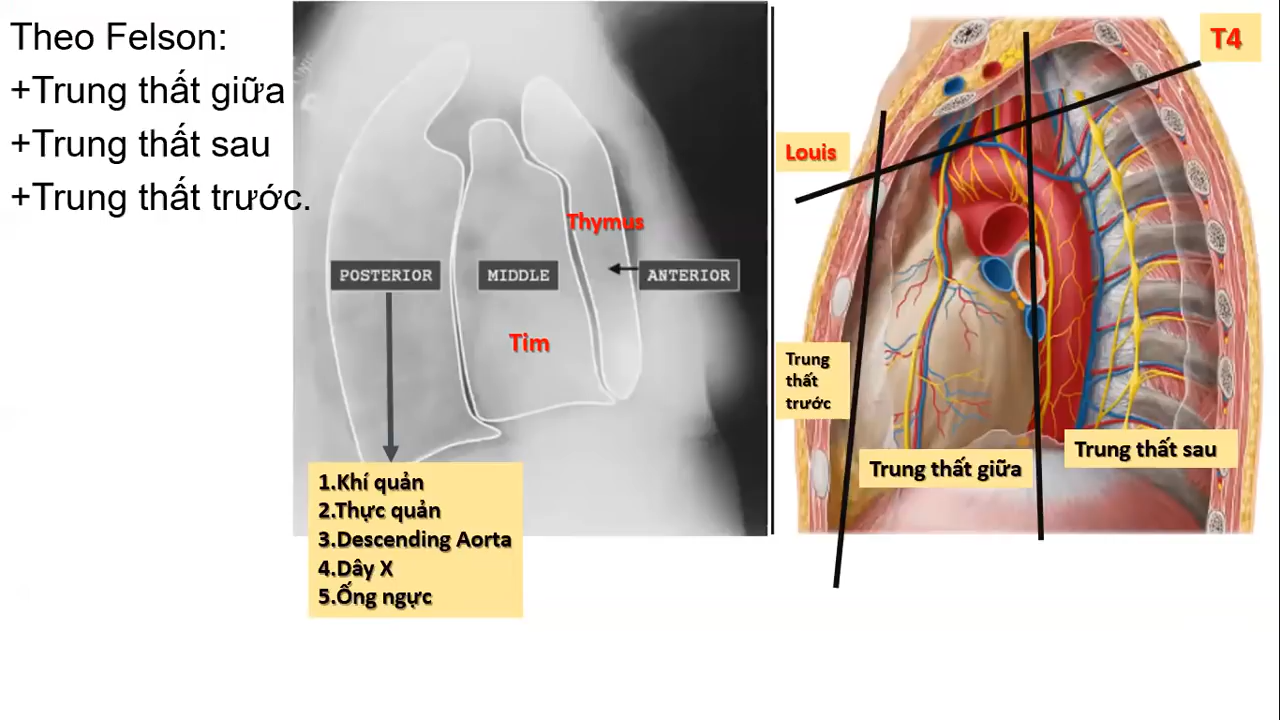 Theo Felson:
+Trung thất giữa
+Trung thất sau
+Trung thất trước.
Thymus
POSTERIOR
MIDDLE
ANTERIOR
Tim
1.Khí quản
2.Thực quản
3.Descending Aorta
4.Dây X
5.Ống ngực
T4
Louis
Trung
thất
trước
Trung thất giữa
Trung thất sau